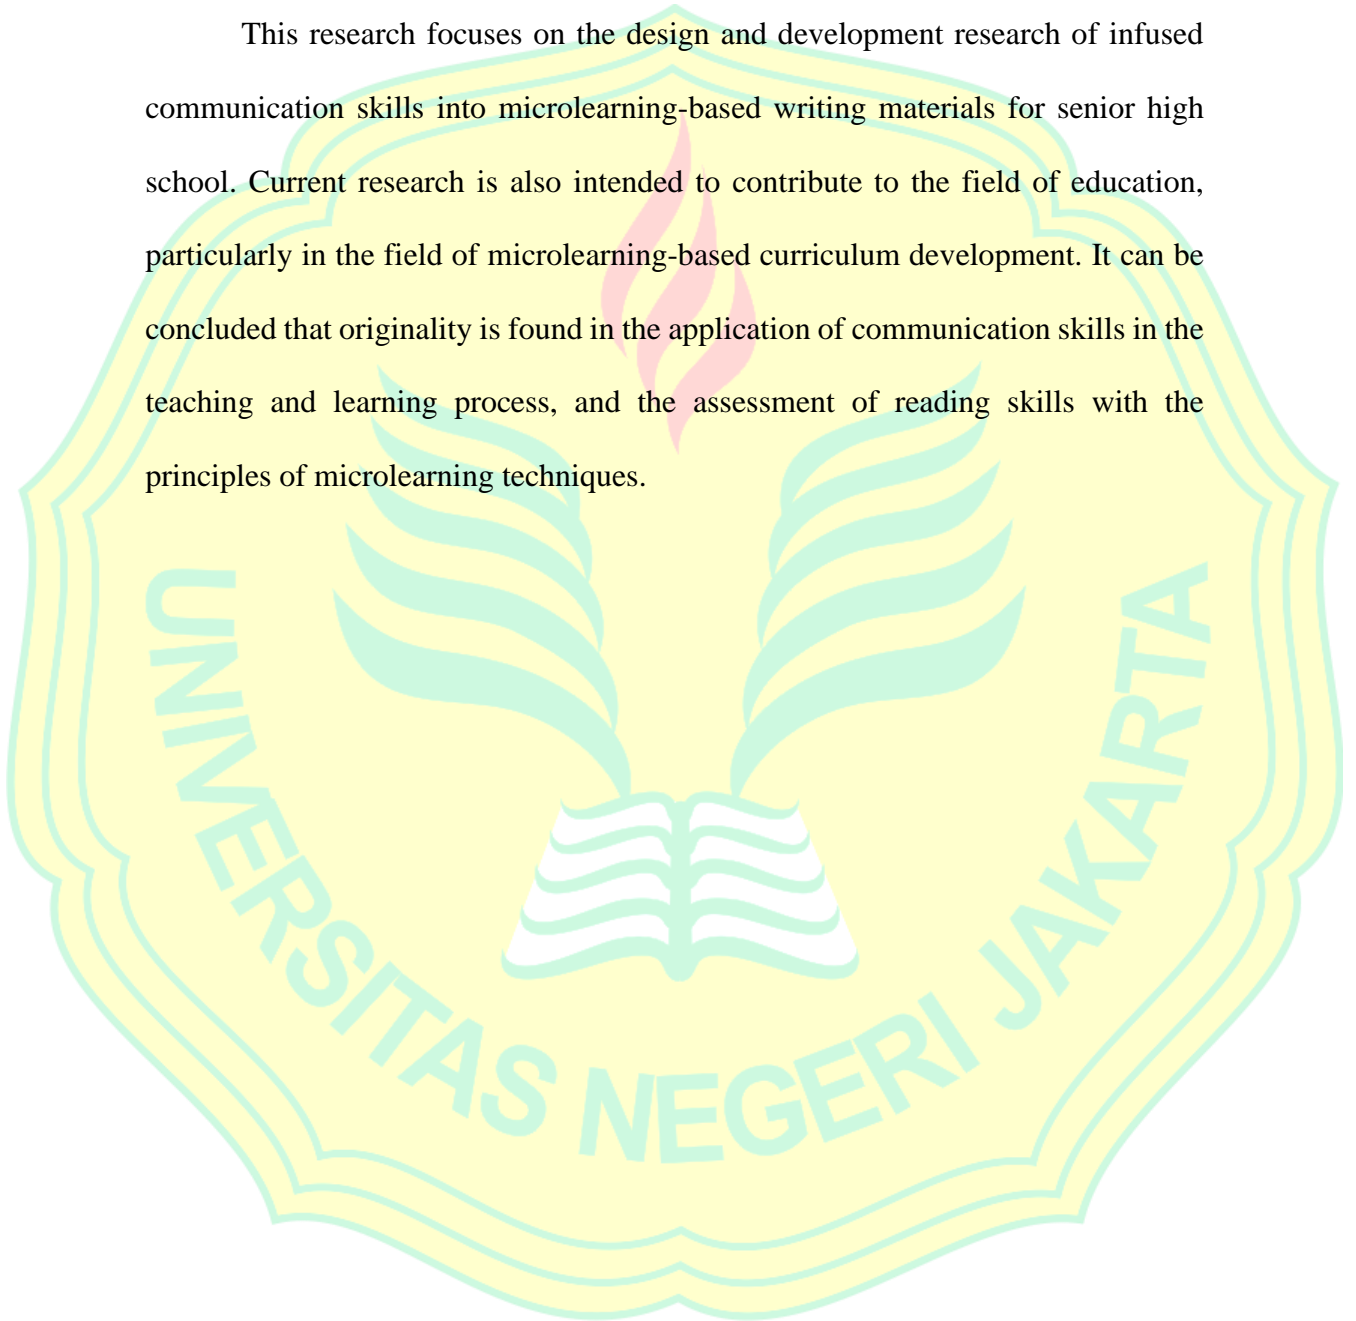 This research focuses on the design and development research of infused
communication skills into microlearning-based writing materials for senior high
school. Current research is also intended to contribute to the field of education,
particularly in the field of microlearning-based curriculum development. It can be
concluded that originality is found in the application of communication skills in the
teaching and learning process, and the assessment of reading skills with the
principles of microlearning techniques.
UNIVERSITAS NEGERI JAKARTA